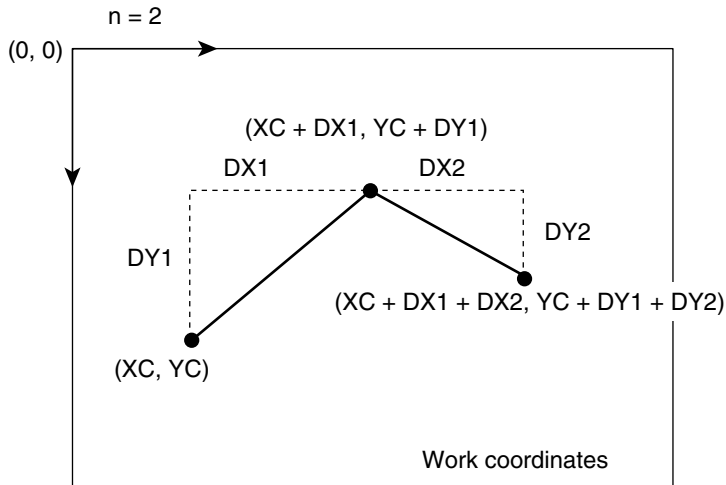 n = 2
(0, 0)
(XC + DX1, YC + DY1)
DX1
DX2
DY1
DY2
(XC + DX1 + DX2, YC + DY1 + DY2)
(XC, YC)
Work coordinates